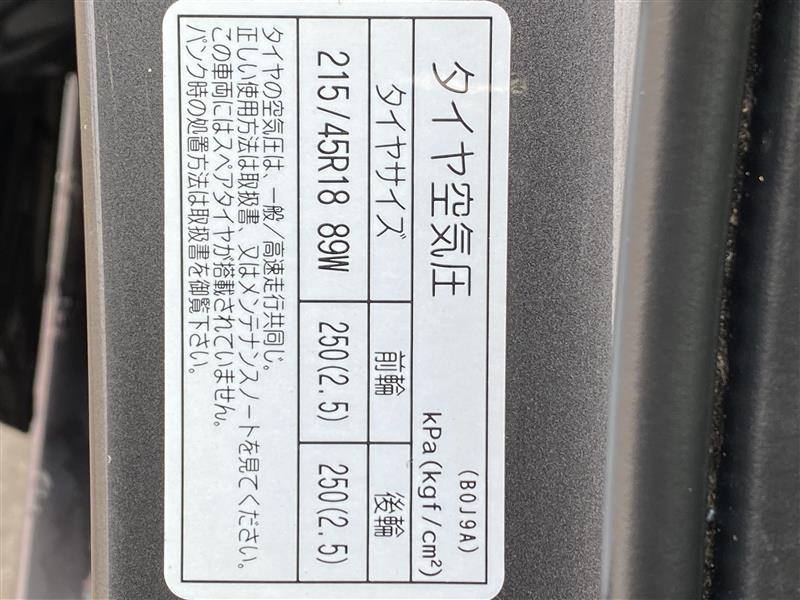 (B0J9A)
タイヤ空気圧 kPa(kgf/cm²)
タイヤサイズ 前輪 後輪
215/45R18 89W 250(2.5) 250(2.5)
タイヤの空気圧は、一般/高速走行共同じ。
正しい使用方法は取扱書、又はメンテナンスノートを見てください。
この車両にはスペアタイヤが搭載されていません。
パンク時の処置方法は取扱書を御覧下さい。